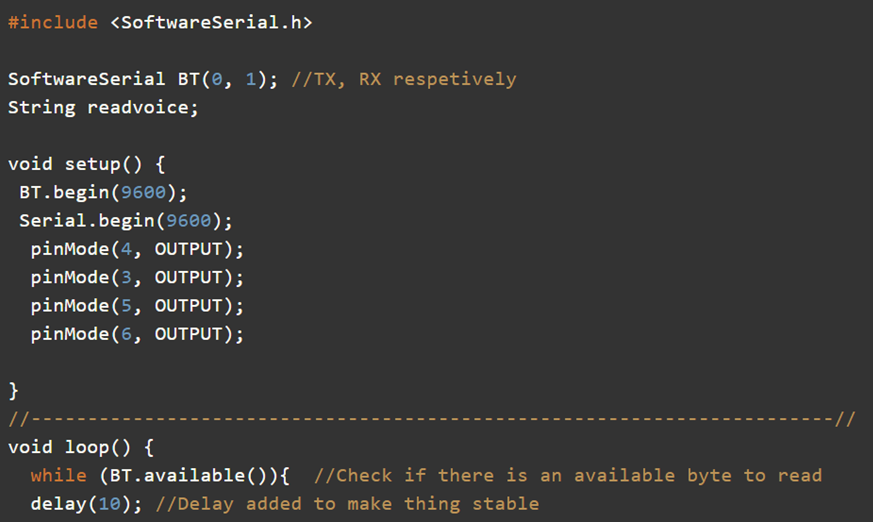 #include <SoftwareSerial.h>
SoftwareSerial BT(0, 1); //TX, RX respetively
String readvoice;
void setup() {
BT.begin(9600);
Serial.begin(9600);
pinMode(4, OUTPUT);
pinMode(3, OUTPUT);
pinMode(5, OUTPUT);
pinMode(6, OUTPUT);
}
//-----------------------------------------------------------------------//
void loop() {
while (BT.available()){ //Check if there is an available byte to read
delay(10); //Delay added to make thing stable